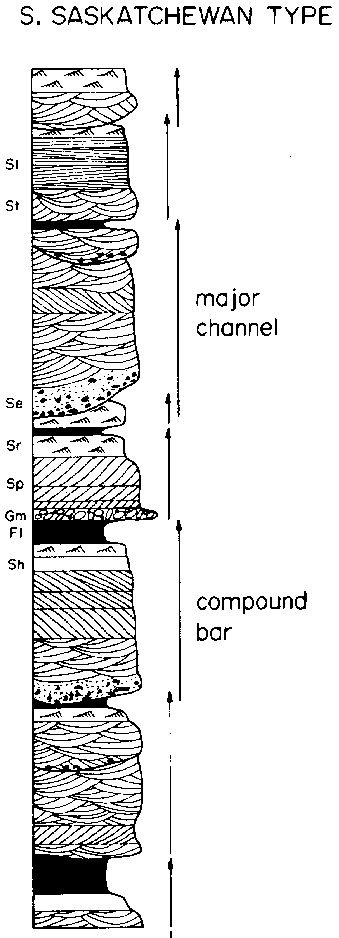 S. SASKATCHEWAN TYPE
Sl
St
major
channel
Se
Sr
Sp
Gm
Fl
Sh
compound
bar